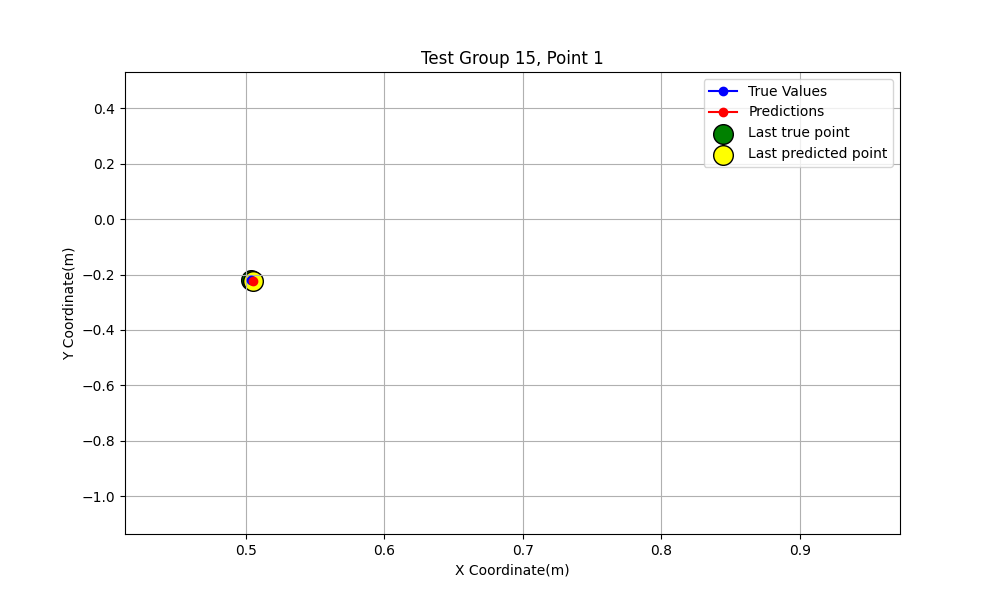 Test Group 15, Point 1
True Values
Predictions
Last true point
Last predicted point
0.4
0.2
0.0
−0.2
−0.4
−0.6
−0.8
−1.0
Y Coordinate(m)
0.5 0.6 0.7 0.8 0.9
X Coordinate(m)